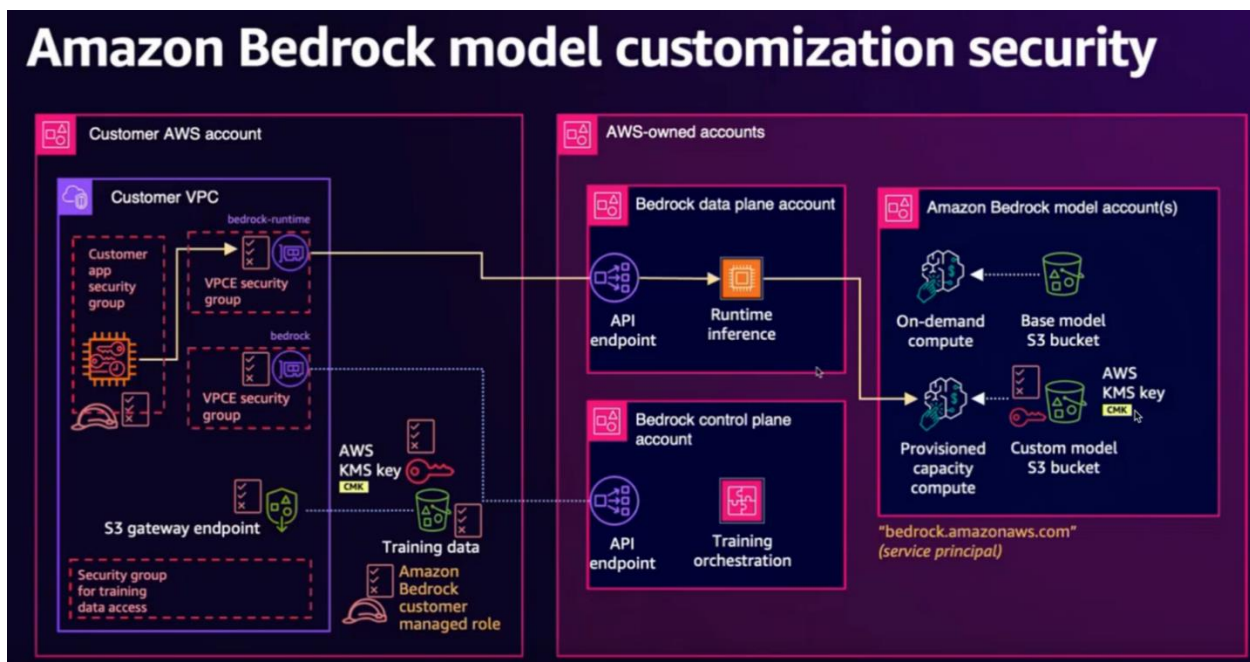 Amazon Bedrock model customization security
Customer AWS account
Customer VPC
bedrock-runtime
Customer
app
security
group
VPCE security
group
bedrock
VPCE security
group
AWS
KMS key
CMK
S3 gateway endpoint
Training data
Security group
for training
data access
Amazon
Bedrock
customer
managed role
AWS-owned accounts
Bedrock data plane account
API
endpoint
Runtime
inference
Bedrock control plane
account
API
endpoint
Training
orchestration
Amazon Bedrock model account(s)
On-demand
compute
Base model
S3 bucket
AWS
KMS key
CMK
Provisioned
capacity
compute
Custom model
S3 bucket
"bedrock.amazonaws.com"
(service principal)